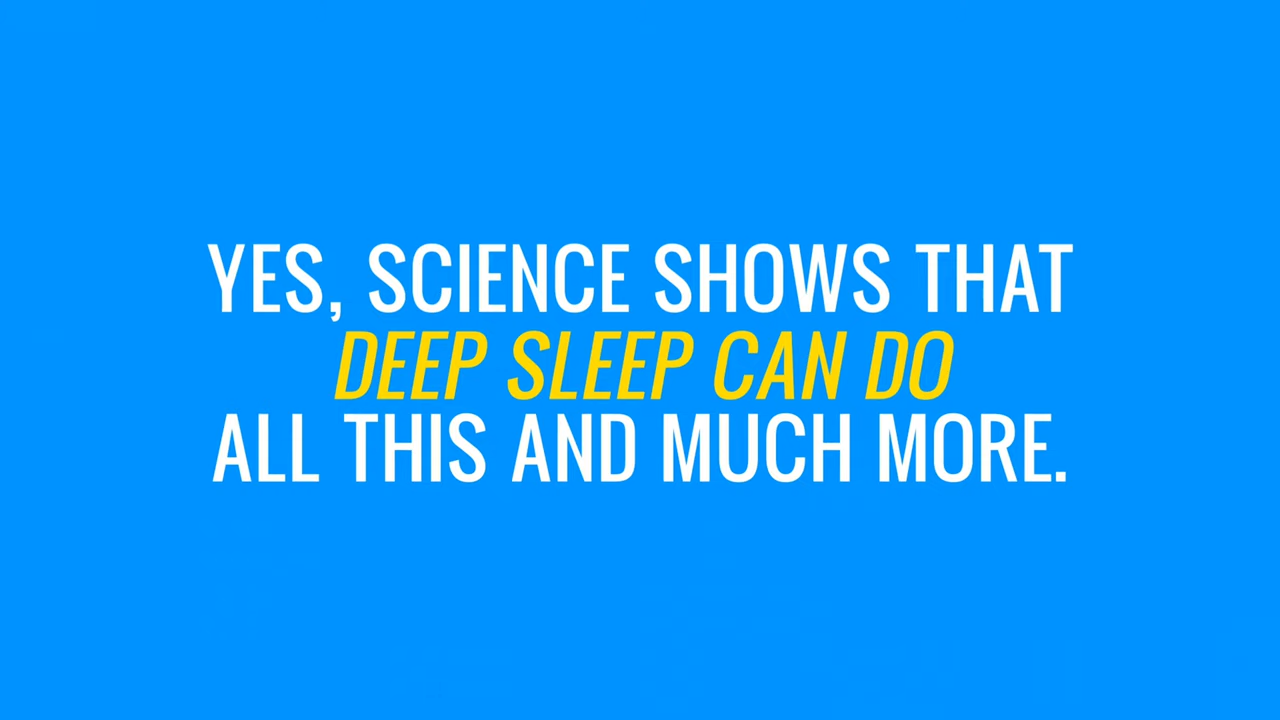 YES, SCIENCE SHOWS THAT
DEEP SLEEP CAN DO
ALL THIS AND MUCH MORE.